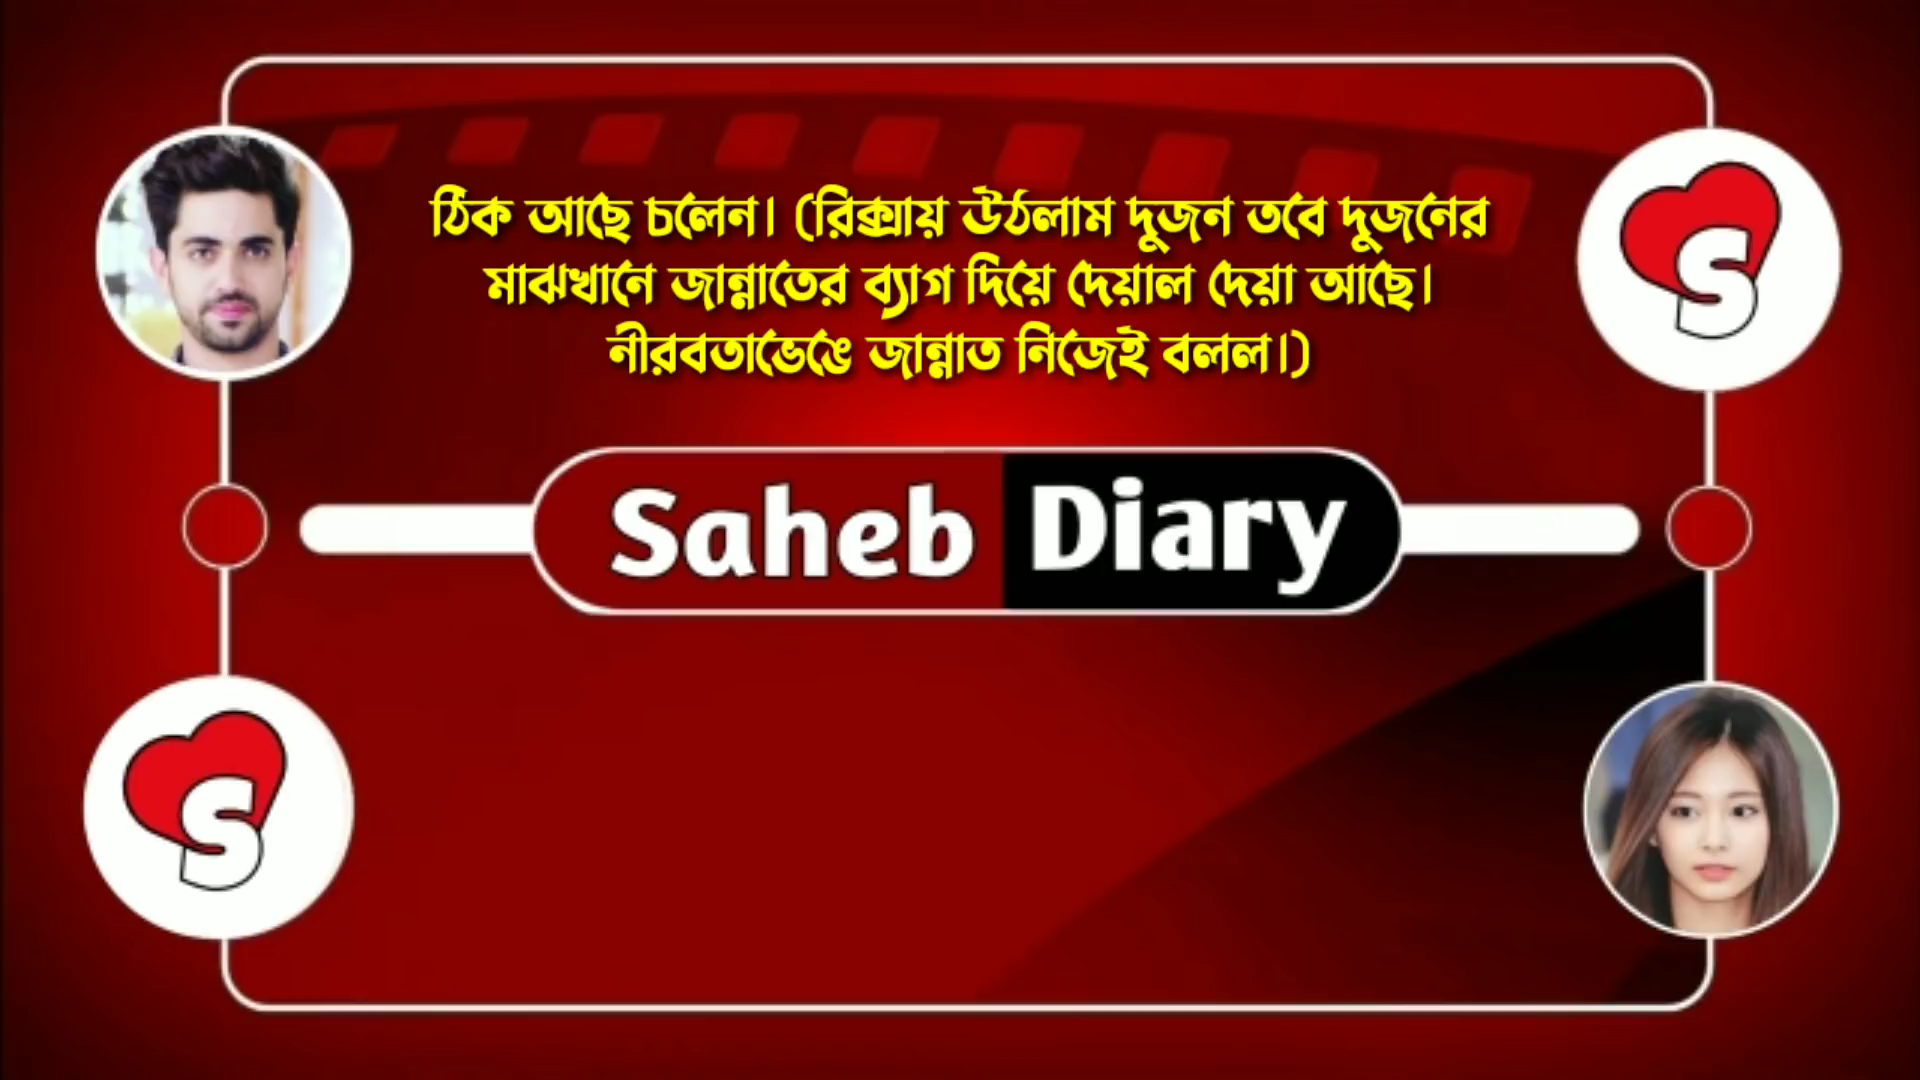 ঠিক আছে চলেন। (রিক্সায় উঠলাম দুজন তবে দুজনের
মাঝখানে জান্নাতের ব্যাগ দিয়ে দেয়াল দেয়া আছে।
নীরবতাভেঙে জান্নাত নিজেই বলল।)
S
Saheb Diary
S